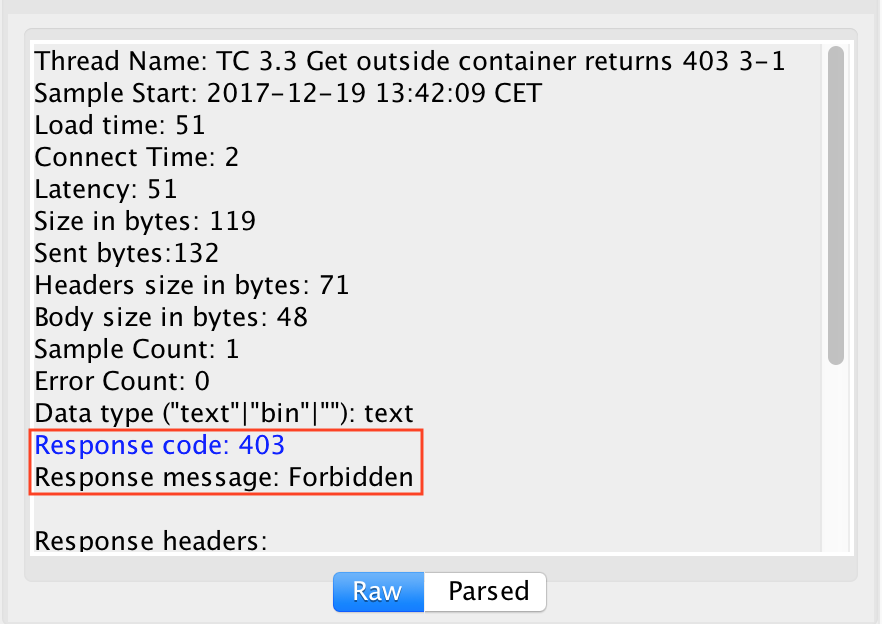 Thread Name: TC 3.3 Get outside container returns 403 3-1
Sample Start: 2017-12-19 13:42:09 CET
Load time: 51
Connect Time: 2
Latency: 51
Size in bytes: 119
Sent bytes:132
Headers size in bytes: 71
Body size in bytes: 48
Sample Count: 1
Error Count: 0
Data type ("text"|"bin"|""): text
Response code: 403
Response message: Forbidden
Response headers:
Raw Parsed